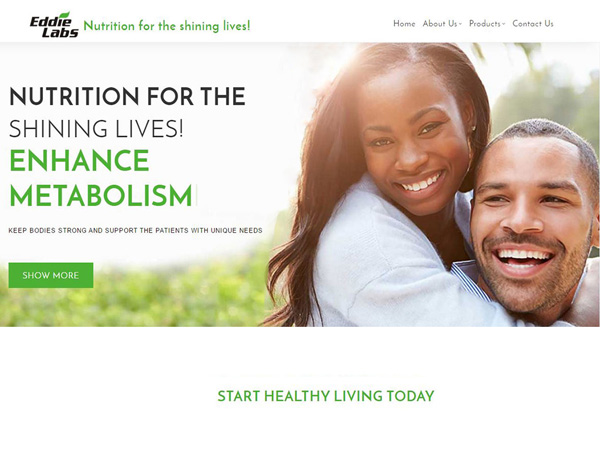 Eddie
Labs
Nutrition for the shining lives!
Home About Us Products Contact Us
NUTRITION FOR THE
SHINING LIVES!
ENHANCE
METABOLISM
KEEP BODIES STRONG AND SUPPORT THE PATIENTS WITH UNIQUE NEEDS
SHOW MORE
START HEALTHY LIVING TODAY